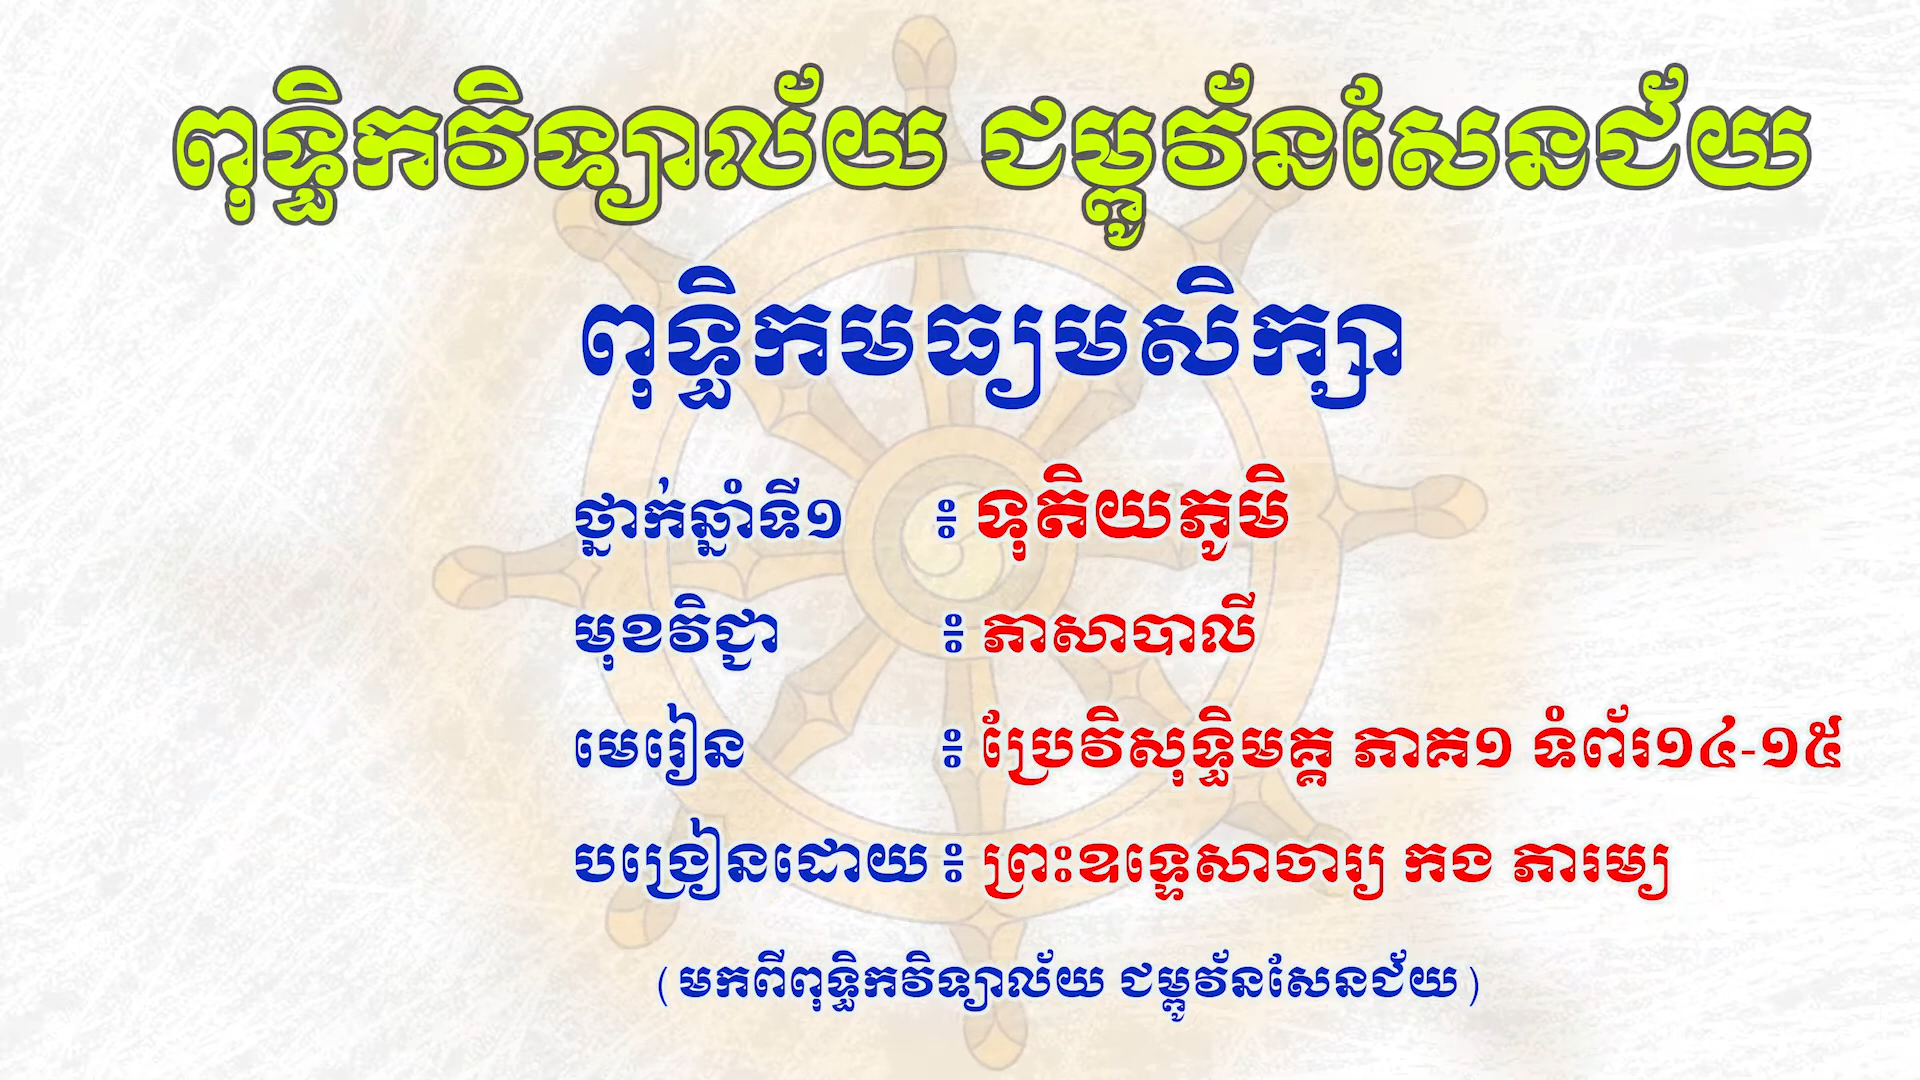 ពុទ្ធិកវិទ្យាល័យ ជម្ពូវ័នសែនជ័យ
ពុទ្ធិកមធ្យមសិក្សា
ថ្នាក់ឆ្នាំទី១ ៖ ទុតិយភូមិ
មុខវិជ្ជា ៖ ភាសាបាលី
មេរៀន ៖ ប្រែវិសុទ្ធិមគ្គ ភាគ១ ទំព័រ១៤-១៥
បង្រៀនដោយ ៖ ព្រះឧទ្ទេសាចារ្យ កង ភារម្យ
(មកពីពុទ្ធិកវិទ្យាល័យ ជម្ពូវ័នសែនជ័យ)